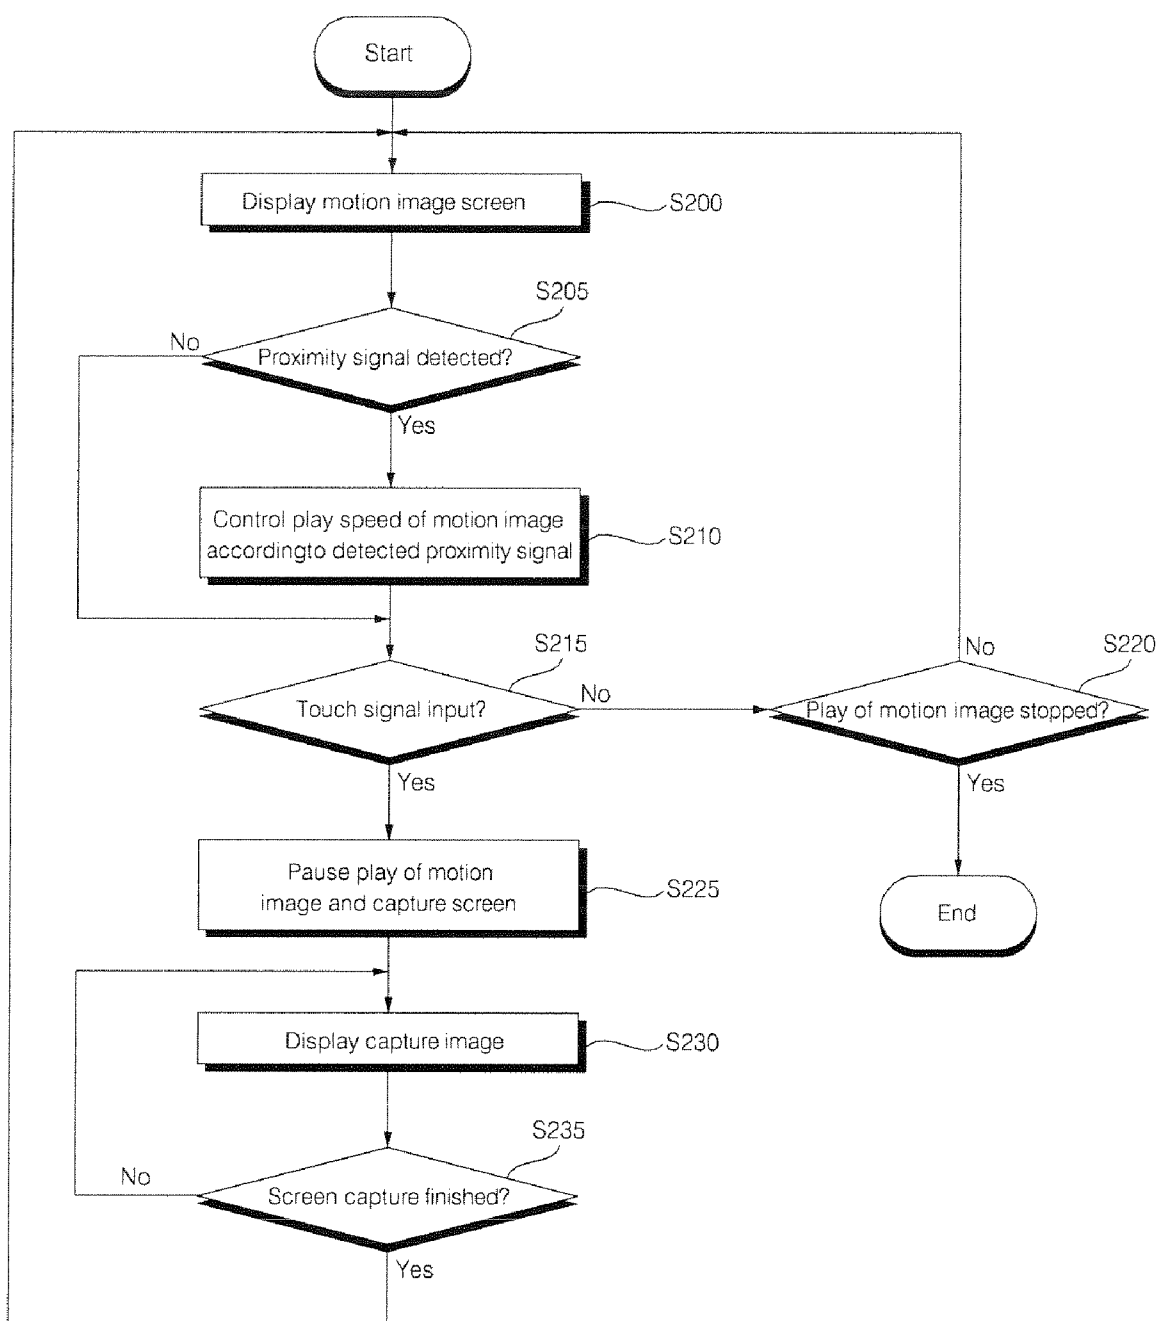 Start
Display motion image screen
S200
S205
No
Proximity signal detected?
Yes
Control play speed of motion image
accordingto detected proximity signal
S210
S215
Touch signal input?
No
Yes
S220
No
Play of motion image stopped?
Yes
Pause play of motion
image and capture screen
S225
End
Display capture image
S230
S235
No
Screen capture finished?
Yes